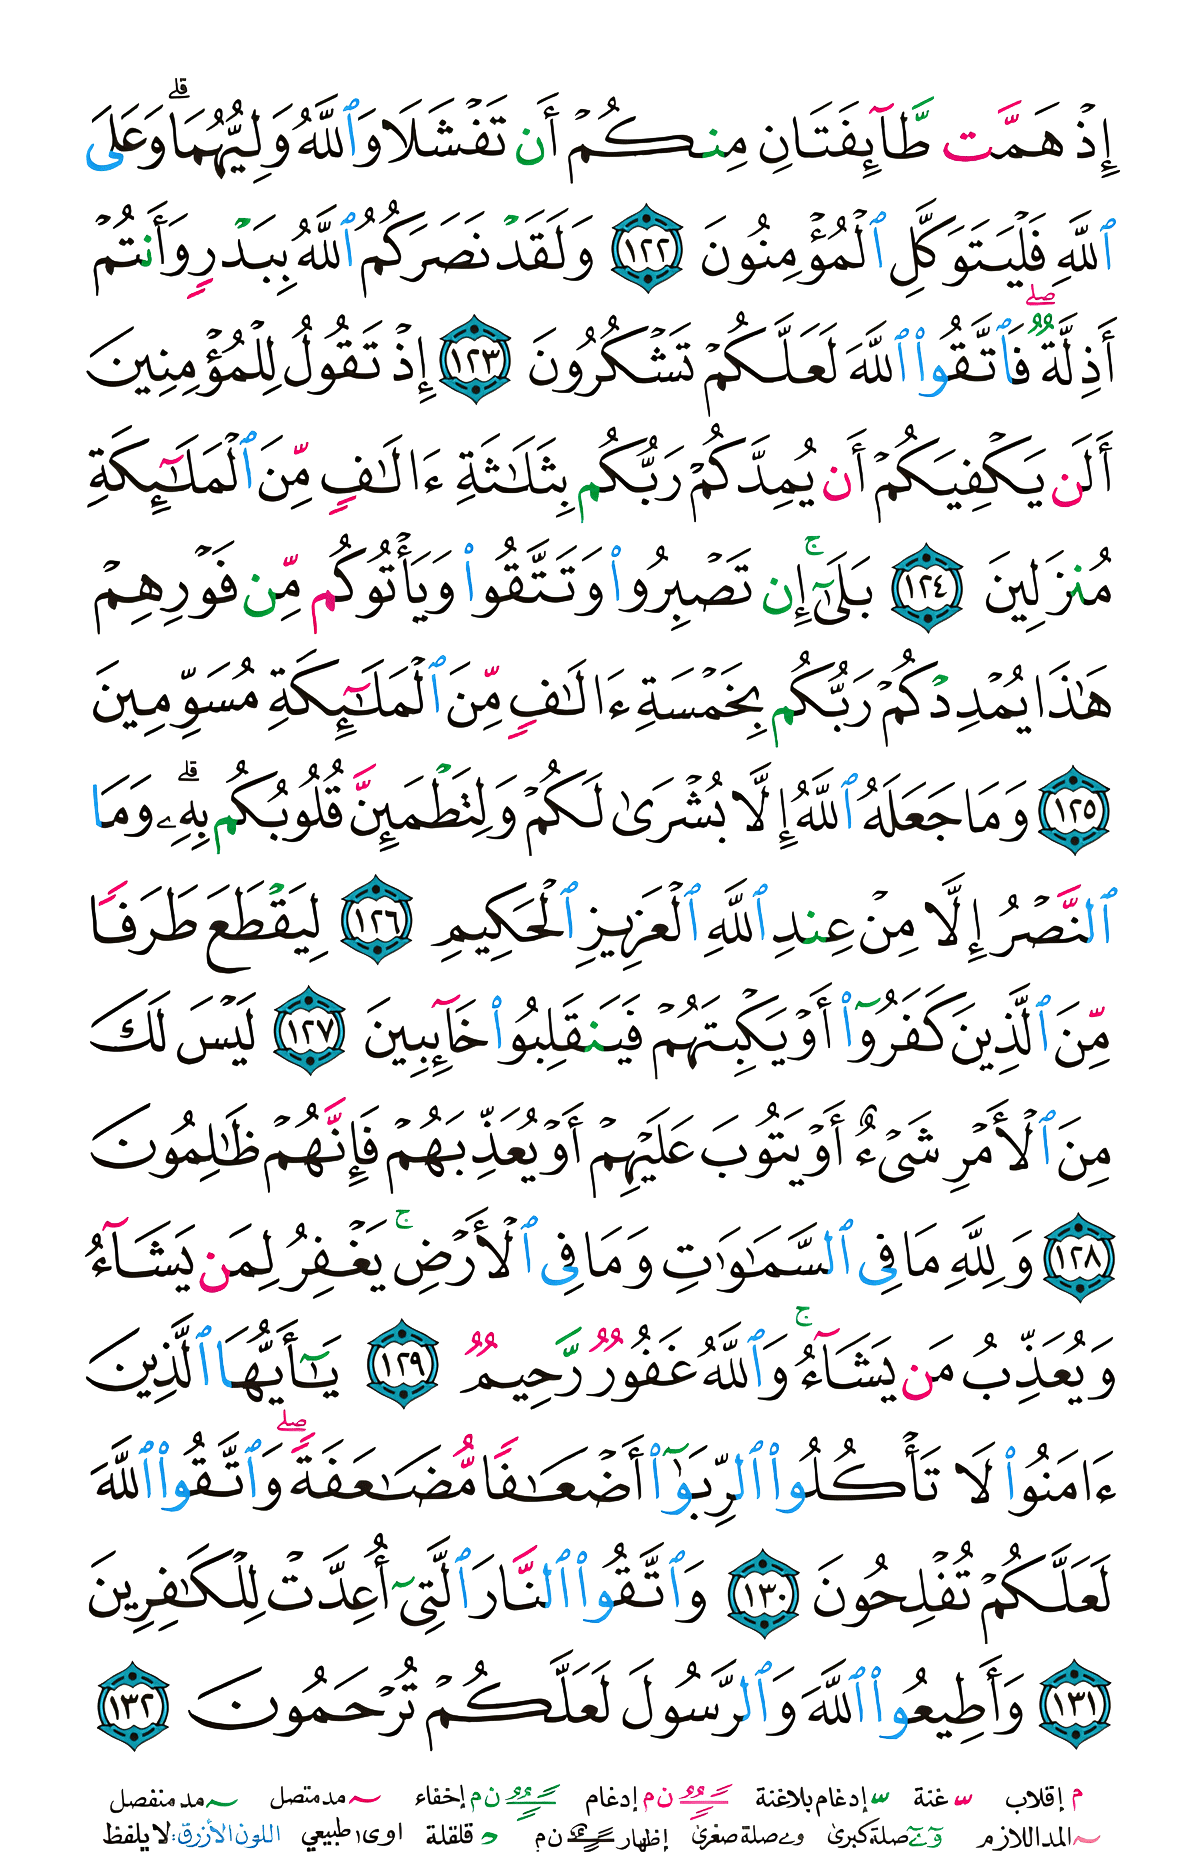 إِذْ هَمَّت طَّآئِفَتَانِ مِنكُمْ أَن تَفْشَلَا وَٱللَّهُ وَلِيُّهُمَا ۗ وَعَلَى
ٱللَّهِ فَلْيَتَوَكَّلِ ٱلْمُؤْمِنُونَ ١٢٢ وَلَقَدْ نَصَرَكُمُ ٱللَّهُ بِبَدْرٍ وَأَنتُمْ
أَذِلَّةٌ ۖ فَٱتَّقُوا۟ ٱللَّهَ لَعَلَّكُمْ تَشْكُرُونَ ١٢٣ إِذْ تَقُولُ لِلْمُؤْمِنِينَ
أَلَن يَكْفِيَكُمْ أَن يُمِدَّكُمْ رَبُّكُم بِثَلَـٰثَةِ ءَالَـٰفٍ مِّنَ ٱلْمَلَـٰٓئِكَةِ
مُنزَلِينَ ١٢٤ بَلَىٰٓ ۚ إِن تَصْبِرُوا۟ وَتَتَّقُوا۟ وَيَأْتُوكُم مِّن فَوْرِهِمْ
هَـٰذَا يُمْدِدْكُمْ رَبُّكُم بِخَمْسَةِ ءَالَـٰفٍ مِّنَ ٱلْمَلَـٰٓئِكَةِ مُسَوِّمِينَ
١٢٥ وَمَا جَعَلَهُ ٱللَّهُ إِلَّا بُشْرَىٰ لَكُمْ وَلِتَطْمَئِنَّ قُلُوبُكُم بِهِۦ ۗ وَمَا
ٱلنَّصْرُ إِلَّا مِنْ عِندِ ٱللَّهِ ٱلْعَزِيزِ ٱلْحَكِيمِ ١٢٦ لِيَقْطَعَ طَرَفًا
مِّنَ ٱلَّذِينَ كَفَرُوٓا۟ أَوْ يَكْبِتَهُمْ فَيَنقَلِبُوا۟ خَآئِبِينَ ١٢٧ لَيْسَ لَكَ
مِنَ ٱلْأَمْرِ شَىْءٌ أَوْ يَتُوبَ عَلَيْهِمْ أَوْ يُعَذِّبَهُمْ فَإِنَّهُمْ ظَـٰلِمُونَ
١٢٨ وَلِلَّهِ مَا فِى ٱلسَّمَـٰوَٰتِ وَمَا فِى ٱلْأَرْضِ ۚ يَغْفِرُ لِمَن يَشَآءُ
وَيُعَذِّبُ مَن يَشَآءُ ۚ وَٱللَّهُ غَفُورٌ رَّحِيمٌ ١٢٩ يَـٰٓأَيُّهَا ٱلَّذِينَ
ءَامَنُوا۟ لَا تَأْكُلُوا۟ ٱلرِّبَوٰٓا۟ أَضْعَـٰفًا مُّضَـٰعَفَةً ۖ وَٱتَّقُوا۟ ٱللَّهَ
لَعَلَّكُمْ تُفْلِحُونَ ١٣٠ وَٱتَّقُوا۟ ٱلنَّارَ ٱلَّتِىٓ أُعِدَّتْ لِلْكَـٰفِرِينَ
١٣١ وَأَطِيعُوا۟ ٱللَّهَ وَٱلرَّسُولَ لَعَلَّكُمْ تُرْحَمُونَ ١٣٢
م إقلاب غنة إدغام بلاغنة ن م إدغام ن م إخفاء مد متصل مد منفصل
المد اللازم صلة كبرى وے صلة صغرى إظهار ن م قلقلة اوى طبيعي اللون الأزرق: لا يلفظ